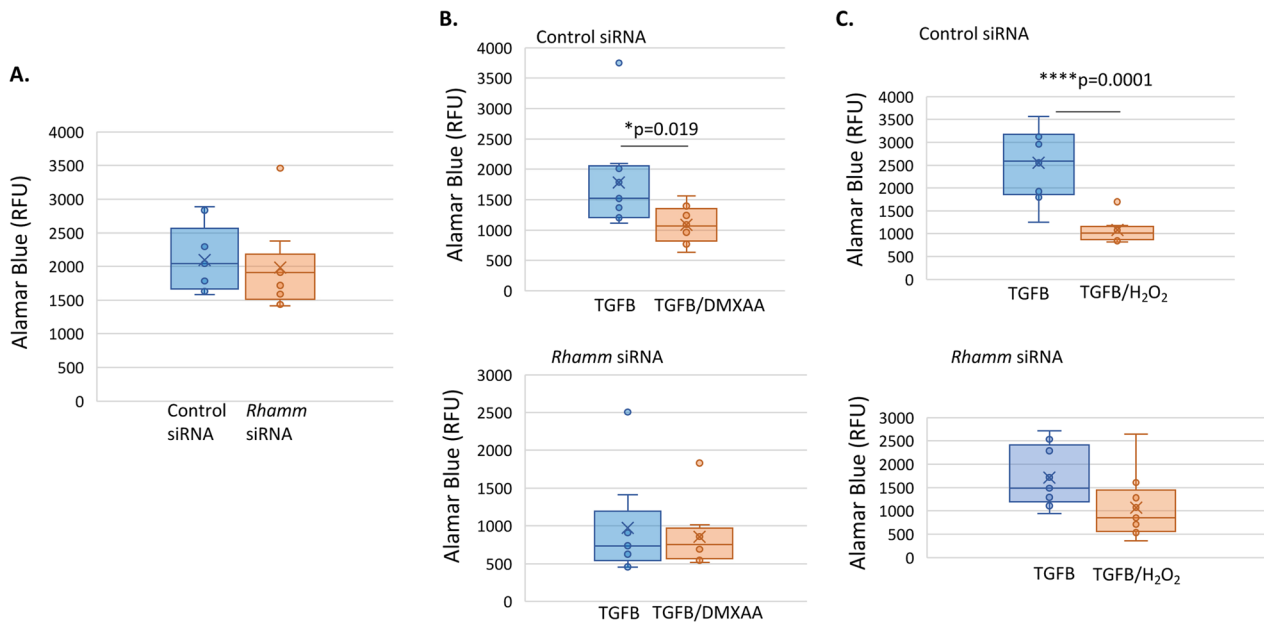 A.
Alamar Blue (RFU)
4000
3500
3000
2500
2000
1500
1000
500
0
Control siRNA
Rhamm siRNA
B.
Control siRNA
Alamar Blue (RFU)
4000
3500
3000
2500
2000
1500
1000
500
0
*p=0.019
TGFB TGFB/DMXAA
Rhamm siRNA
Alamar Blue (RFU)
3000
2500
2000
1500
1000
500
0
TGFB TGFB/DMXAA
C.
Control siRNA
****p=0.0001
Alamar Blue (RFU)
4000
3500
3000
2500
2000
1500
1000
500
0
TGFB TGFB/H₂O₂
Rhamm siRNA
Alamar Blue (RFU)
3000
2500
2000
1500
1000
500
0
TGFB TGFB/H₂O₂